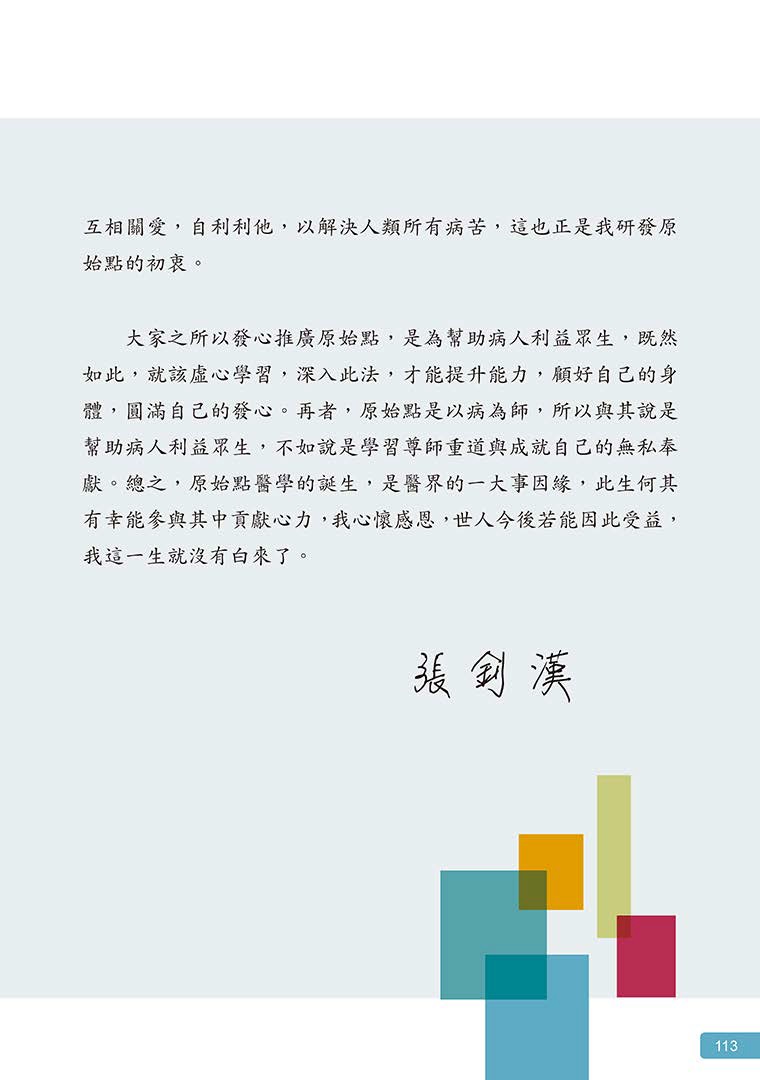 互相關愛，自利利他，以解決人類所有病苦，這也正是我研發原
始點的初衷。
大家之所以發心推廣原始點，是為幫助病人利益眾生，既然
如此，就該虛心學習，深入此法，才能提升能力，顧好自己的身
體，圓滿自己的發心。再者，原始點是以病為師，所以與其說是
幫助病人利益眾生，不如說是學習尊師重道與成就自己的無私奉
獻。總之，原始點醫學的誕生，是醫界的一大事因緣，此生何其
有幸能參與其中貢獻心力，我心懷感恩，世人今後若能因此受益，
我這一生就沒有白來了。
張釗漢
113